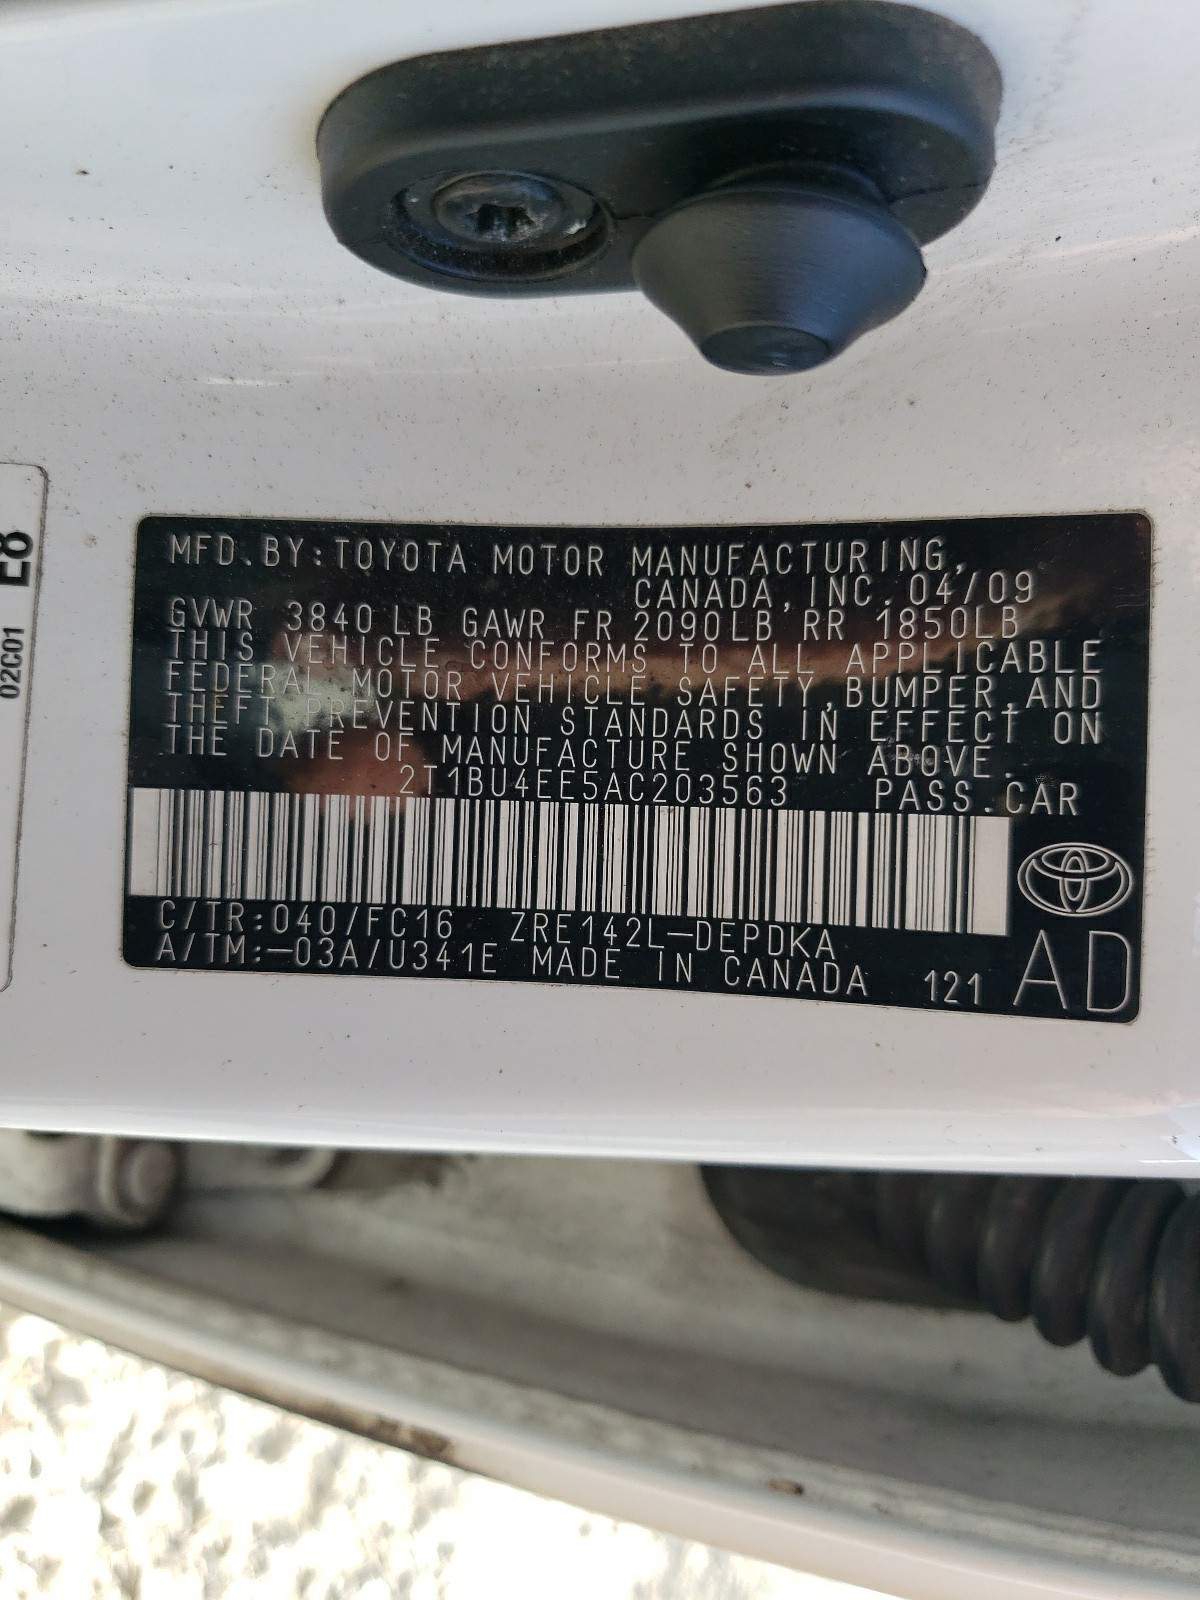 MFD.BY:TOYOTA MOTOR MANUFACTURING,
CANADA,INC.04/09
GVWR 3840 LB GAWR FR 2090LB RR 1850LB
THIS VEHICLE CONFORMS TO ALL APPLICABLE
FEDERAL MOTOR VEHICLE SAFETY,BUMPER,AND
THEFT PREVENTION STANDARDS IN EFFECT ON
THE DATE OF MANUFACTURE SHOWN ABOVE.
2T1BU4EE5AC203563 PASS.CAR
C/TR:040/FC16 ZRE142L-DEPDKA
A/TM:-03A/U341E MADE IN CANADA 121 AD
E8
02C01